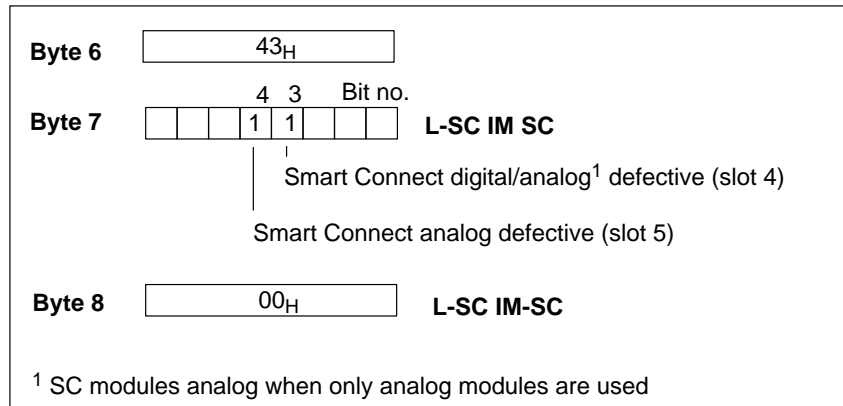 Byte 6 43H
4 3 Bit no.
Byte 7 1 1 L-SC IM SC
Smart Connect digital/analog1 defective (slot 4)
Smart Connect analog defective (slot 5)
Byte 8 00H L-SC IM-SC
1 SC modules analog when only analog modules are used